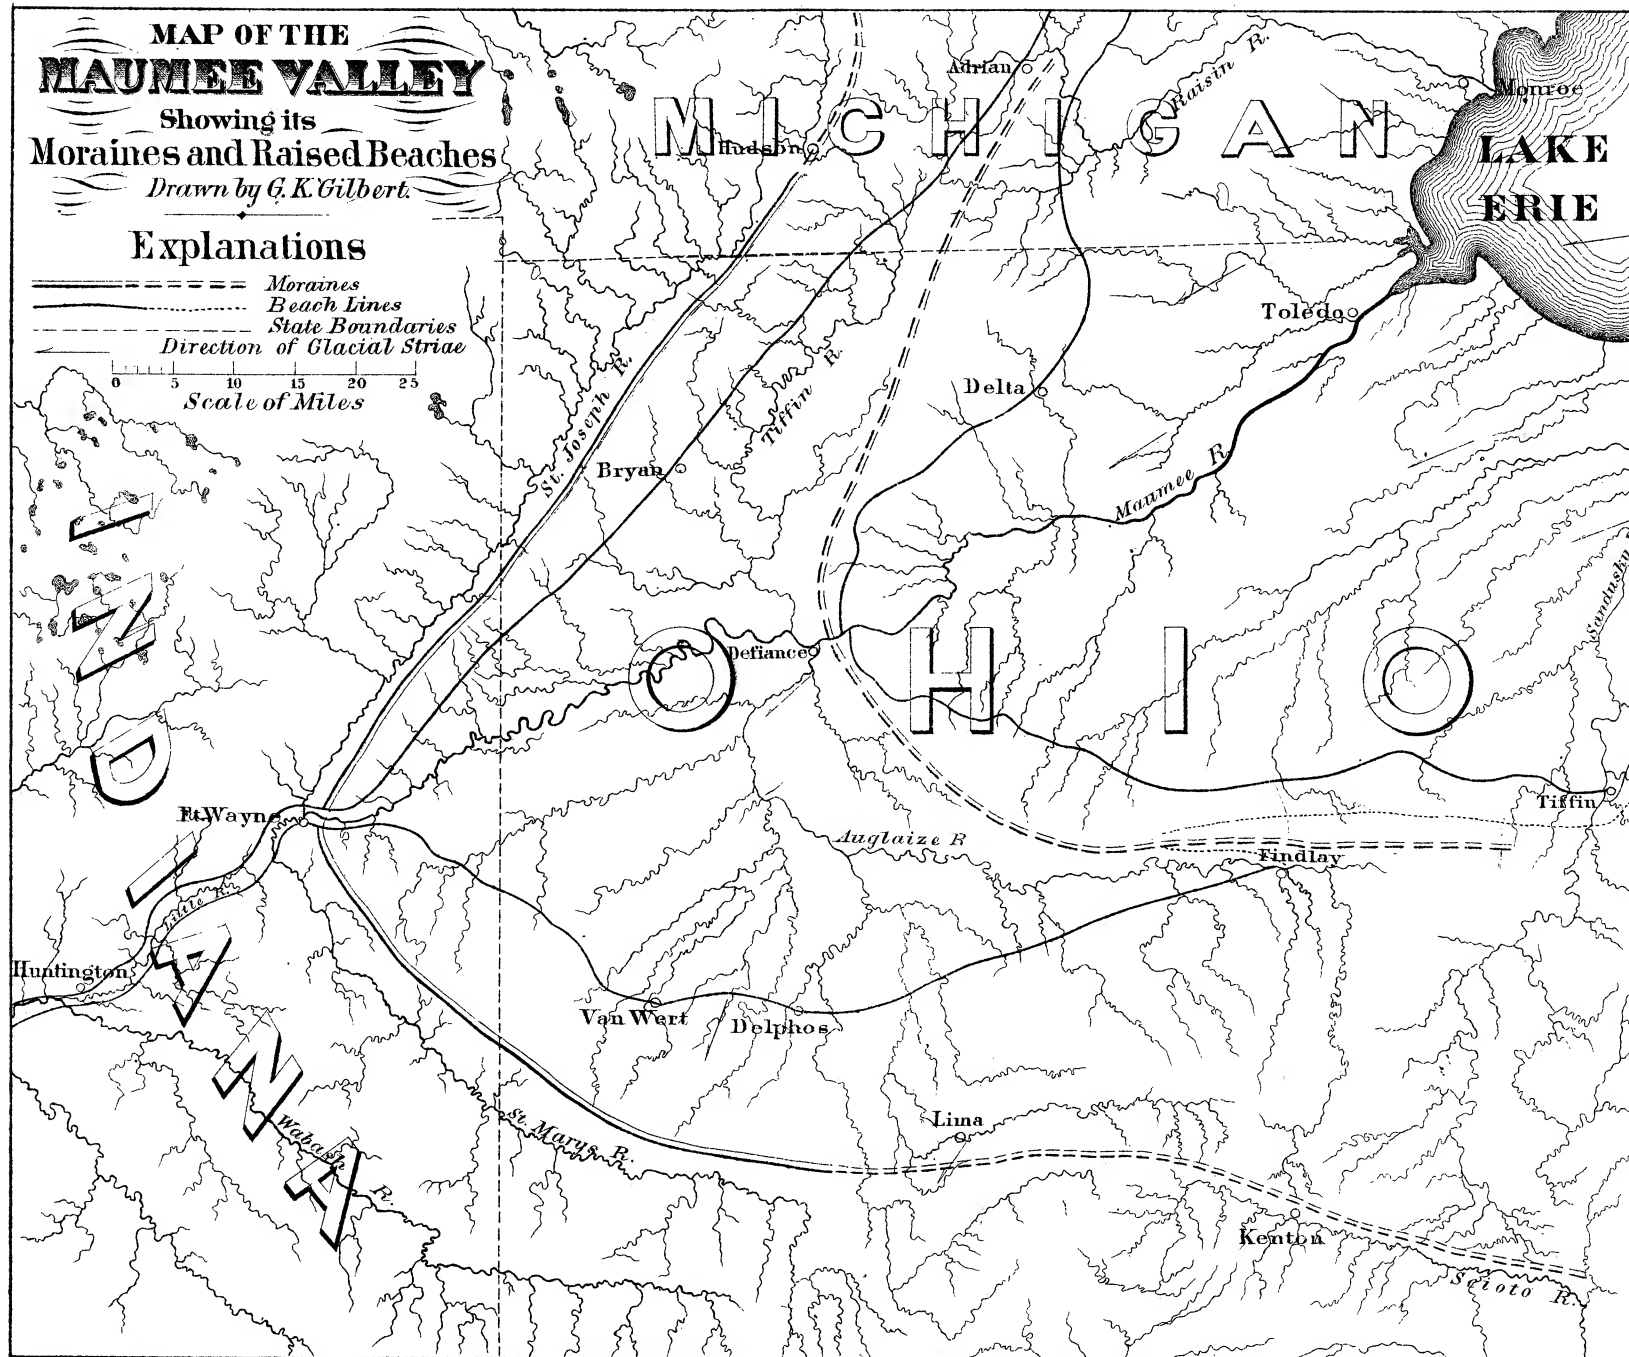 MAP OF THE
MAUMEE VALLEY
Showing its
Moraines and Raised Beaches
Drawn by G. K. Gilbert.
Explanations
Moraines
Beach Lines
State Boundaries
Direction of Glacial Striae
0 5 10 15 20 25
Scale of Miles
MICHIGAN
LAKE
ERIE
Adrian
Raisin R.
Monroe
Hudson
Toledo
Delta
St. Joseph R.
Tiffin R.
Bryan
Maumee R.
Sandusky
INDIANA
OHIO
Defiance
Ft. Wayne
Tiffin
Auglaize R
Findlay
Little R.
Huntington
Van Wert
Delphos
Lima
Wabash R.
St. Marys R.
Kenton
Scioto R.